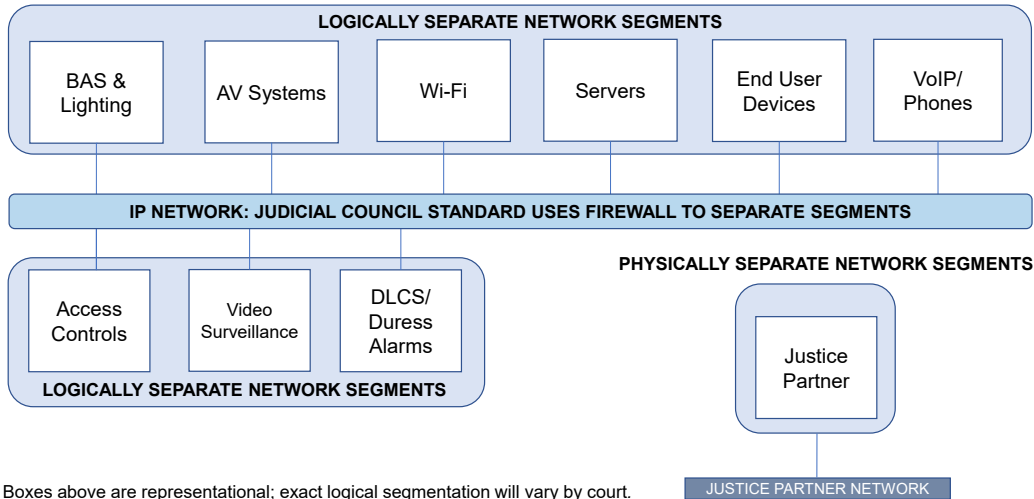 LOGICALLY SEPARATE NETWORK SEGMENTS
BAS &
Lighting
AV Systems
Wi-Fi
Servers
End User
Devices
VoIP/
Phones
IP NETWORK: JUDICIAL COUNCIL STANDARD USES FIREWALL TO SEPARATE SEGMENTS
Access
Controls
Video
Surveillance
DLCS/
Duress
Alarms
LOGICALLY SEPARATE NETWORK SEGMENTS
PHYSICALLY SEPARATE NETWORK SEGMENTS
Justice
Partner
JUSTICE PARTNER NETWORK
Boxes above are representational; exact logical segmentation will vary by court.